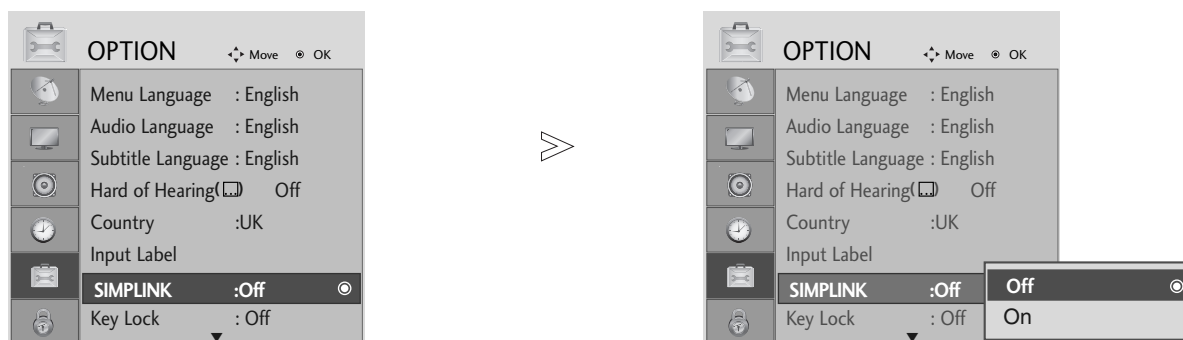 OPTION Move OK
Menu Language : English
Audio Language : English
Subtitle Language : English
Hard of Hearing( ) Off
Country :UK
Input Label
SIMPLINK :Off
Key Lock : Off
OPTION Move OK
Menu Language : English
Audio Language : English
Subtitle Language : English
Hard of Hearing( ) Off
Country :UK
Input Label
SIMPLINK :Off
Key Lock : Off
Off
On